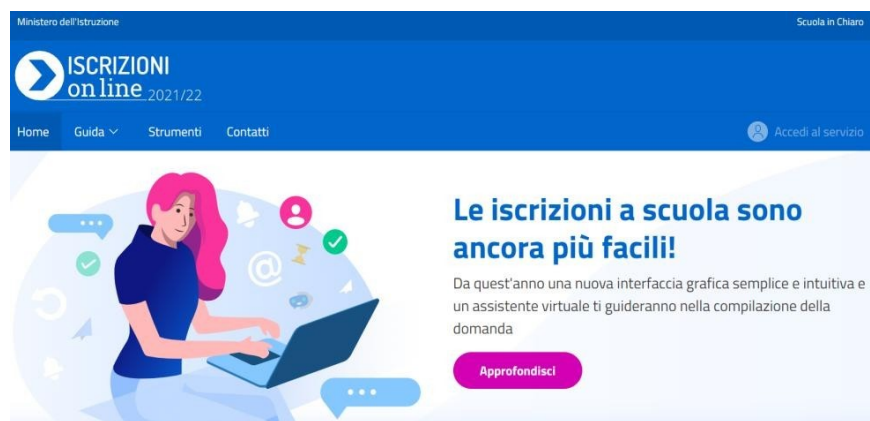 Ministero dell'Istruzione
Scuola in Chiaro
ISCRIZIONI
on line 2021/22
Home Guida Strumenti Contatti
Accedi al servizio
Le iscrizioni a scuola sono
ancora più facili!
Da quest'anno una nuova interfaccia grafica semplice e intuitiva e
un assistente virtuale ti guideranno nella compilazione della
domanda
Approfondisci
@